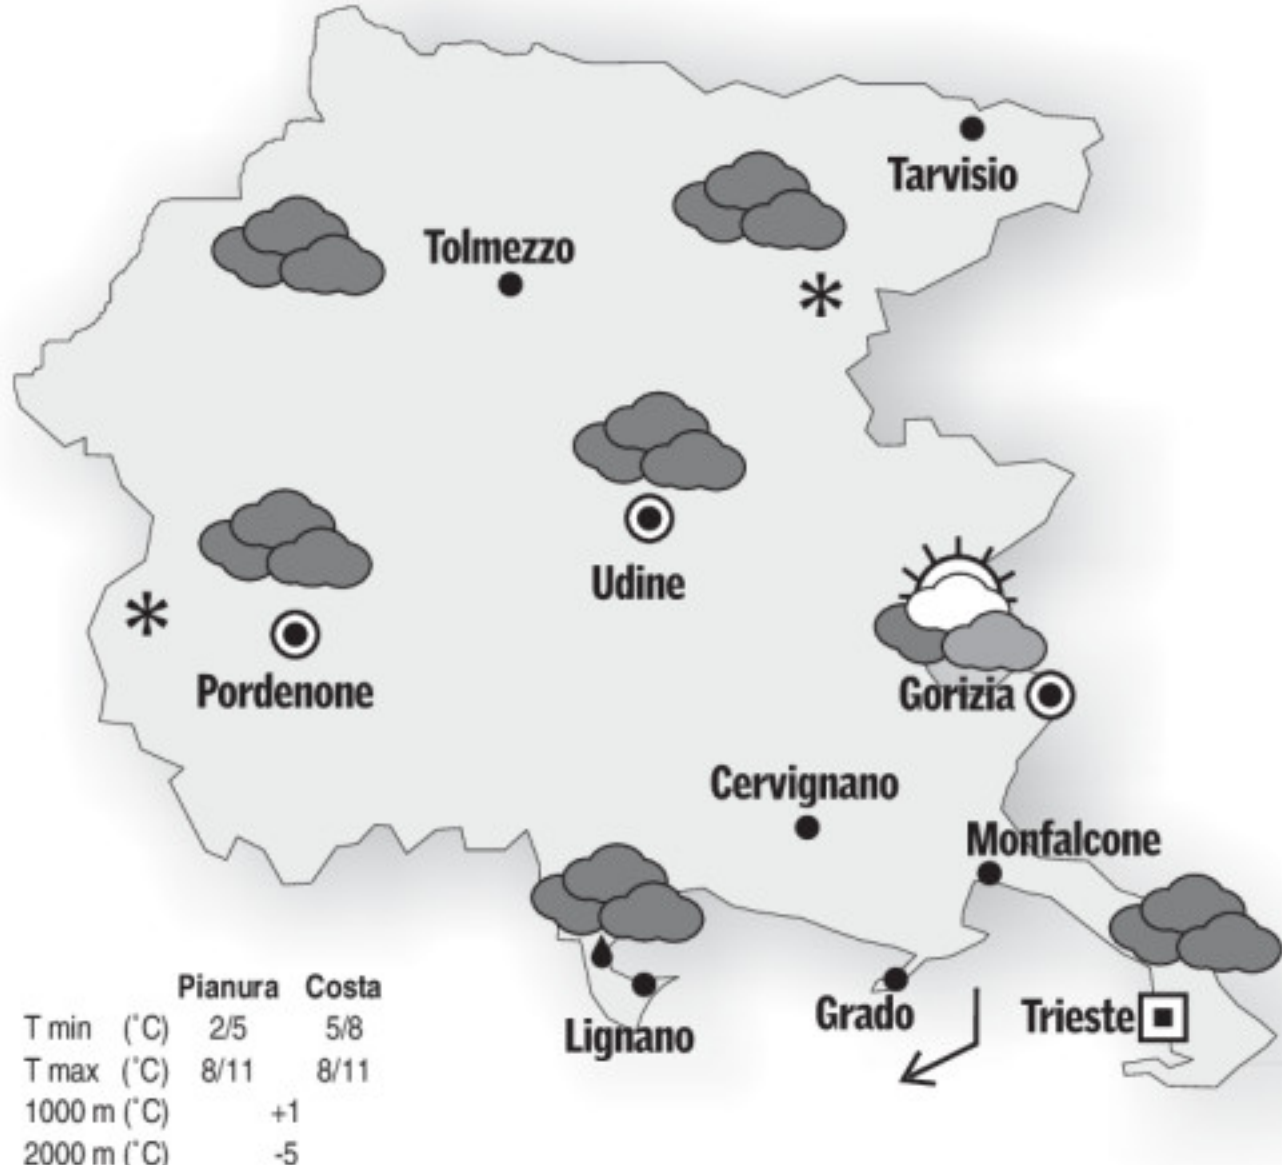 Tarvisio
Tolmezzo
Udine
Pordenone
Gorizia
Cervignano
Monfalcone
Lignano
Grado
Trieste
Pianura Costa
T min (°C) 2/5 5/8
T max (°C) 8/11 8/11
1000 m (°C) +1
2000 m (°C) -5